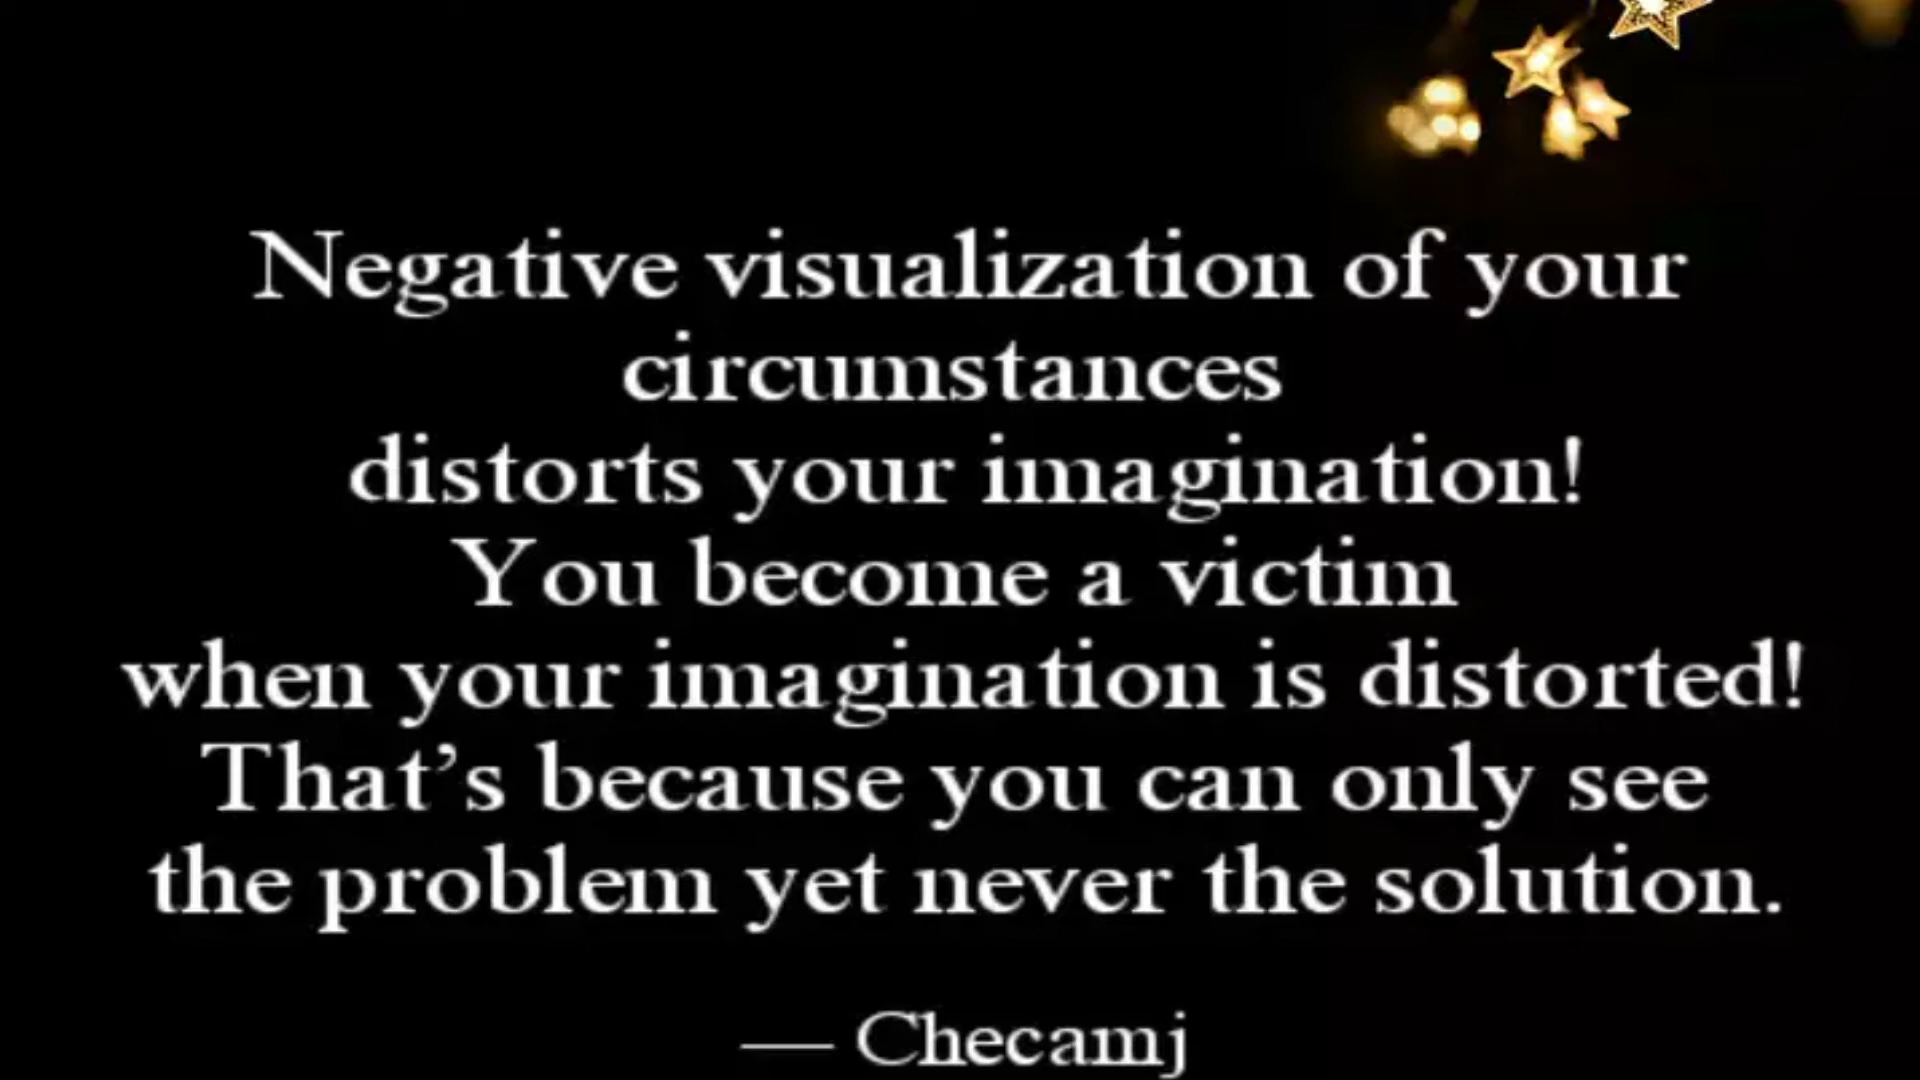 Negative visualization of your
circumstances
distorts your imagination!
You become a victim
when your imagination is distorted!
That’s because you can only see
the problem yet never the solution.
— Checamj